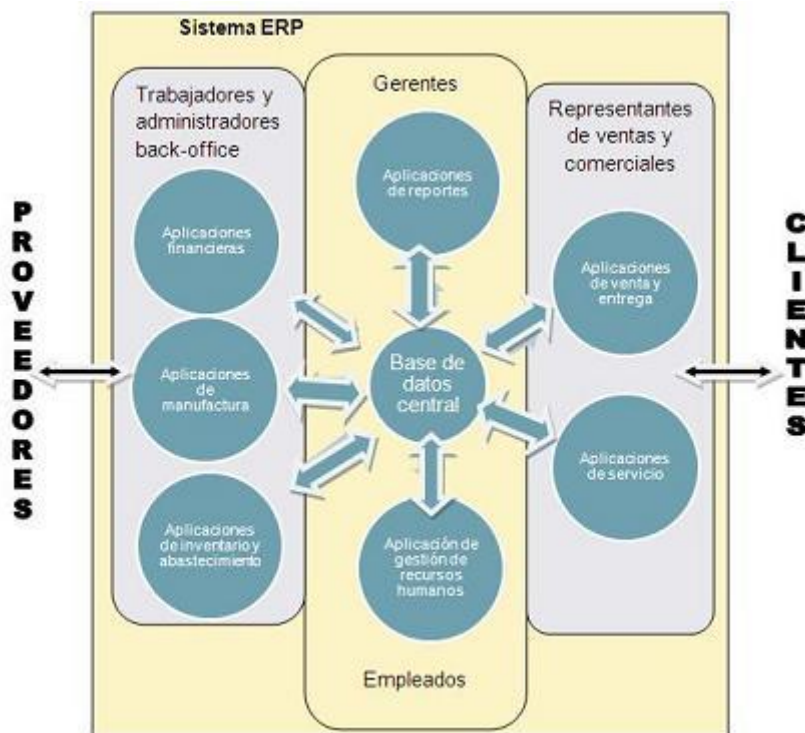 Sistema ERP
Trabajadores y
administradores
back-office
Gerentes
Representantes
de ventas y
comerciales
Aplicaciones
de reportes
Aplicaciones
financieras
Aplicaciones
de venta y
entrega
Base de
datos
central
Aplicaciones
de
manufactura
Aplicaciones
de servicio
Aplicaciones
de inventario y
abastecimiento
Aplicación de
gestión de
recursos
humanos
Empleados
PROVEEDORES
CLIENTES